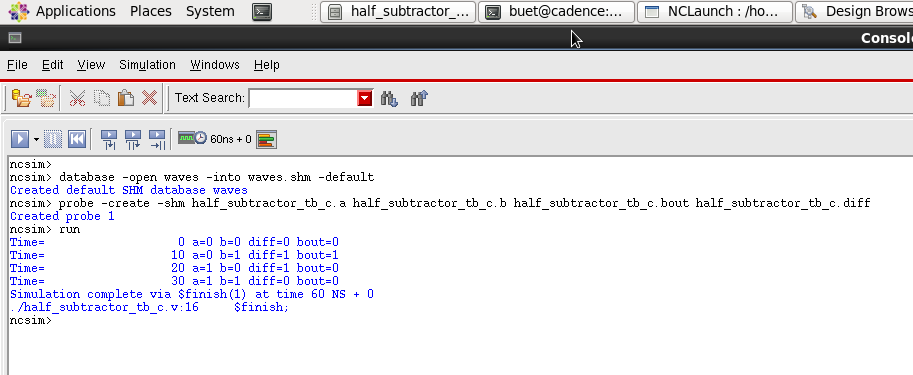 Applications Places System half_subtractor_... buet@cadence:... NCLaunch : /ho... Design Brows
Consol
File Edit View Simulation Windows Help
Text Search:
60ns + 0
ncsim>
ncsim> database -open waves -into waves.shm -default
Created default SHM database waves
ncsim> probe -create -shm half_subtractor_tb_c.a half_subtractor_tb_c.b half_subtractor_tb_c.bout half_subtractor_tb_c.diff
Created probe 1
ncsim> run
Time=                   0 a=0 b=0 diff=0 bout=0
Time=                  10 a=0 b=1 diff=1 bout=1
Time=                  20 a=1 b=0 diff=1 bout=0
Time=                  30 a=1 b=1 diff=0 bout=0
Simulation complete via $finish(1) at time 60 NS + 0
./half_subtractor_tb_c.v:16     $finish;
ncsim>